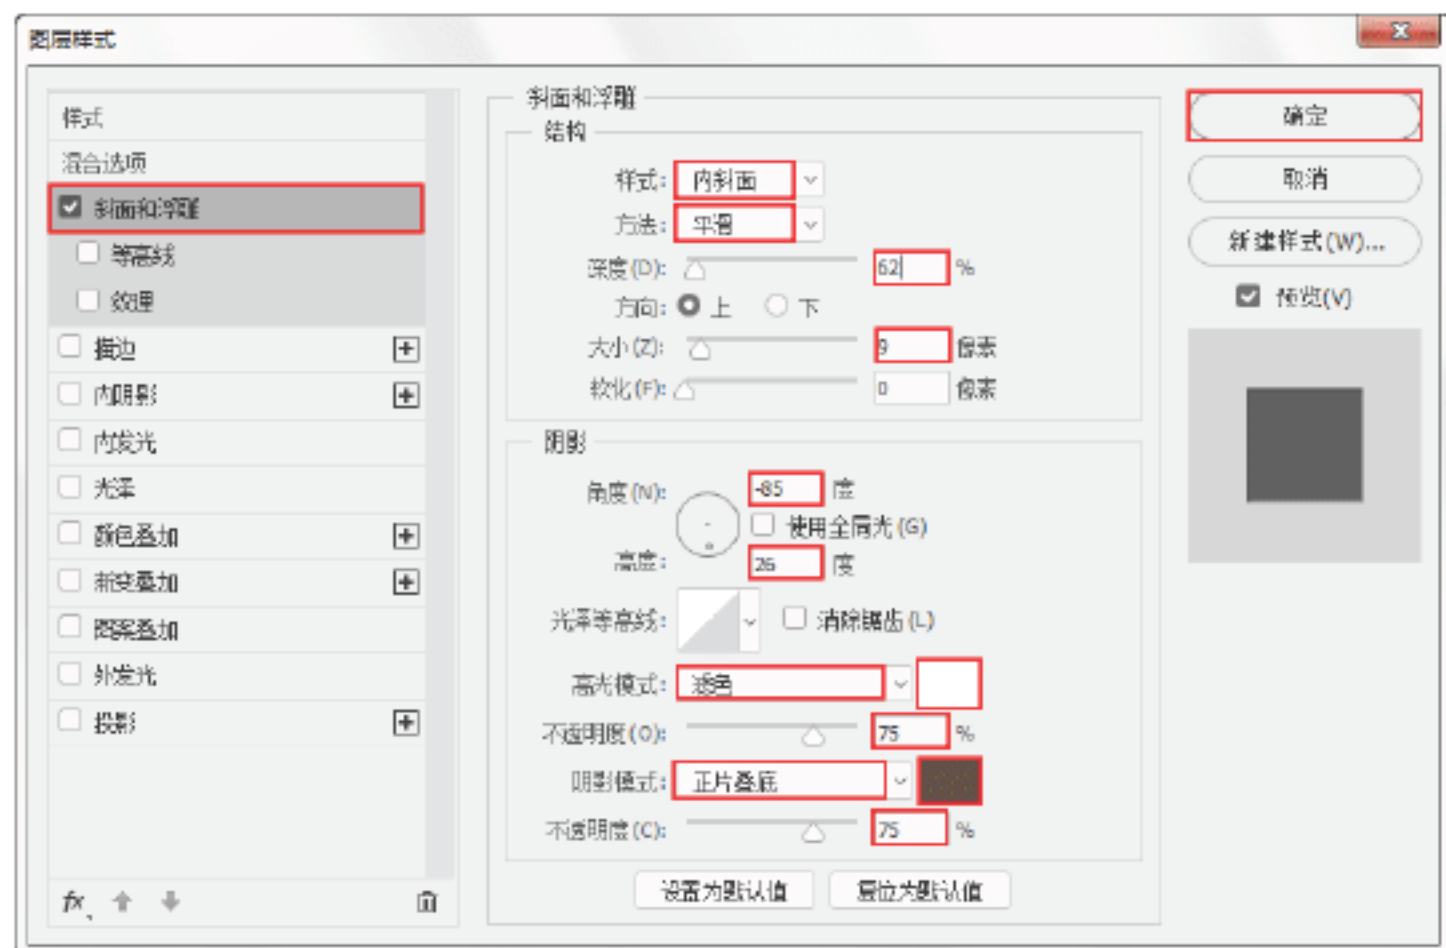 图层样式
样式
混合选项
斜面和浮雕
等高线
纹理
描边
内阴影
内发光
光泽
颜色叠加
渐变叠加
图案叠加
外发光
投影
fx
斜面和浮雕
结构
样式: 内斜面
方法: 平滑
深度(D): 62 %
方向: 上 下
大小(Z): 9 像素
软化(F): 0 像素
阴影
角度(N): -85 度
使用全局光(G)
高度: 26 度
光泽等高线: 消除锯齿(L)
高光模式: 滤色
不透明度(O): 75 %
阴影模式: 正片叠底
不透明度(C): 75 %
设置为默认值 复位为默认值
确定
取消
新建样式(W)...
预览(V)